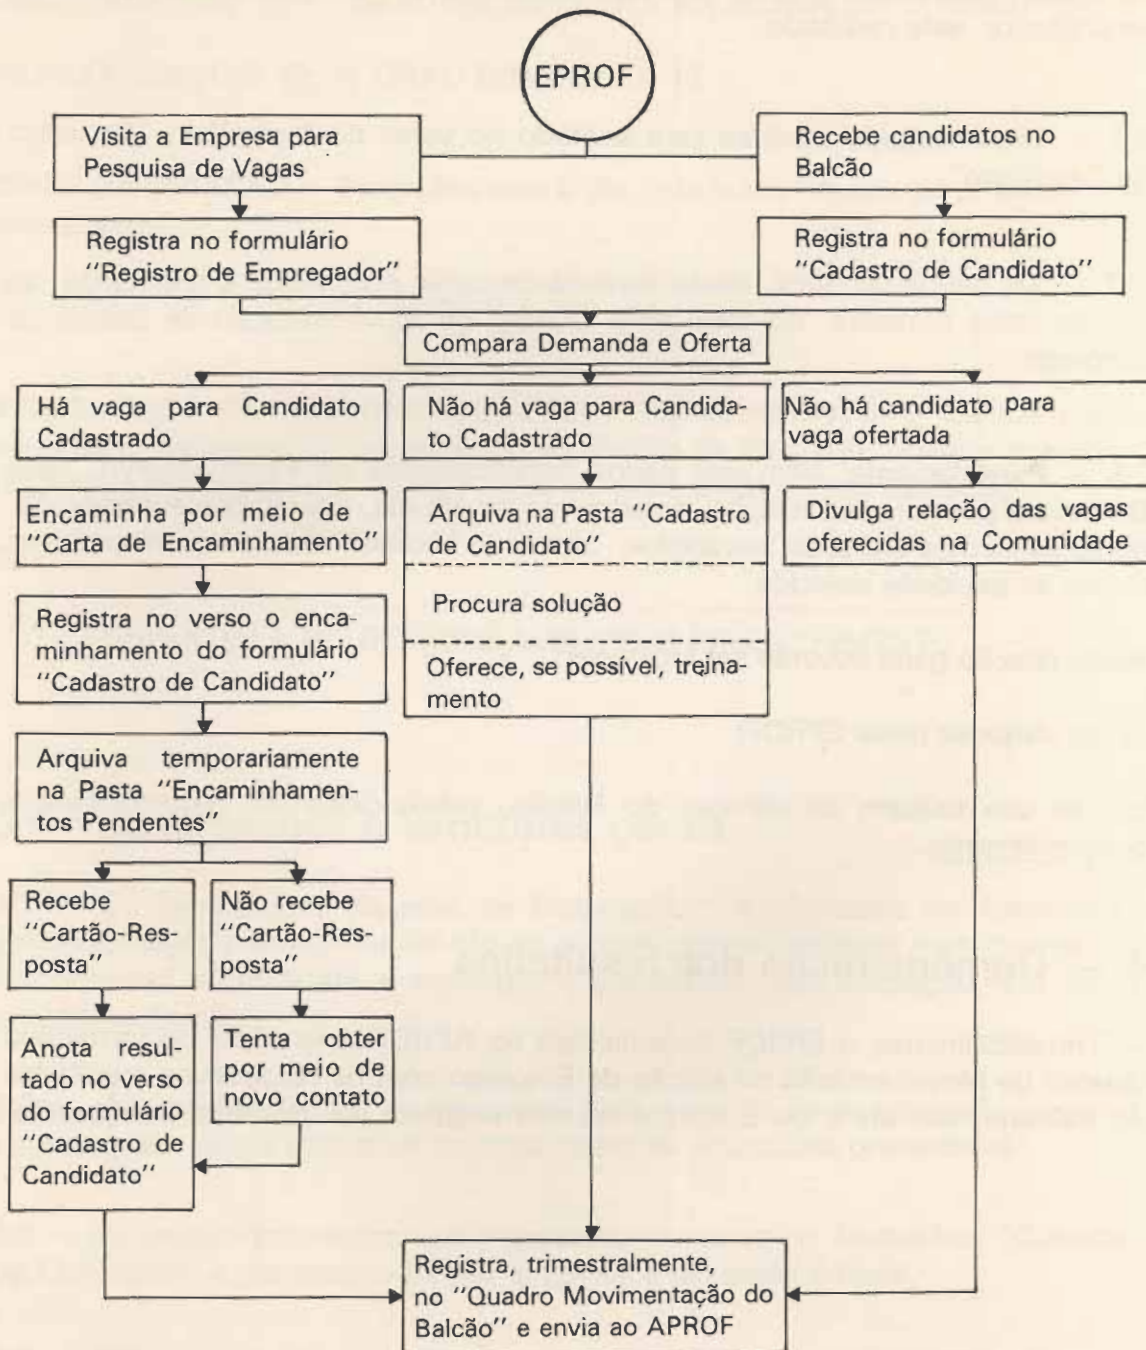 EPROF
Visita a Empresa para
Pesquisa de Vagas
Recebe candidatos no
Balcão
Registra no formulário
"Registro de Empregador"
Registra no formulário
"Cadastro de Candidato"
Compara Demanda e Oferta
Há vaga para Candidato
Cadastrado
Não há vaga para Candida-
to Cadastrado
Não há candidato para
vaga ofertada
Encaminha por meio de
"Carta de Encaminhamento"
Arquiva na Pasta "Cadastro
de Candidato"
Divulga relação das vagas
oferecidas na Comunidade
Procura solução
Registra no verso o enca-
minhamento do formulário
"Cadastro de Candidato"
Oferece, se possível, treina-
mento
Arquiva temporariamente
na Pasta "Encaminhamen-
tos Pendentes"
Recebe
"Cartão-Res-
posta"
Não recebe
"Cartão-Res-
posta"
Anota resul-
tado no verso
do formulário
"Cadastro de
Candidato"
Tenta obter
por meio de
novo contato
Registra, trimestralmente,
no "Quadro Movimentação do
Balcão" e envia ao APROF